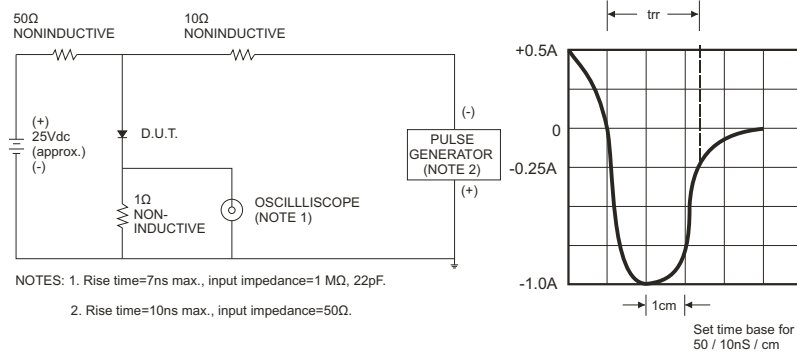 50Ω
NONINDUCTIVE
10Ω
NONINDUCTIVE
(+)
25Vdc
(approx.)
(-)
D.U.T.
1Ω
NON-
INDUCTIVE
OSCILLLISCOPE
(NOTE 1)
(-)
PULSE
GENERATOR
(NOTE 2)
(+)
NOTES: 1. Rise time=7ns max., input impedance=1 MΩ, 22pF.
2. Rise time=10ns max., input impedance=50Ω.
trr
+0.5A
0
-0.25A
-1.0A
1cm
Set time base for
50 / 10nS / cm